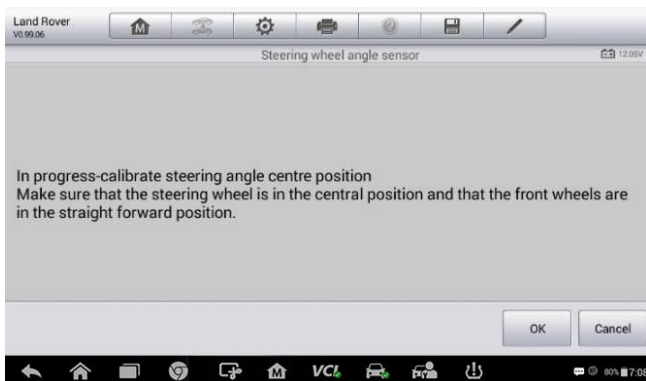 Land Rover
V0.99.06
M
Steering wheel angle sensor
12.05V
In progress-calibrate steering angle centre position
Make sure that the steering wheel is in the central position and that the front wheels are
in the straight forward position.
OK
Cancel
M
VCI
80%
7:08